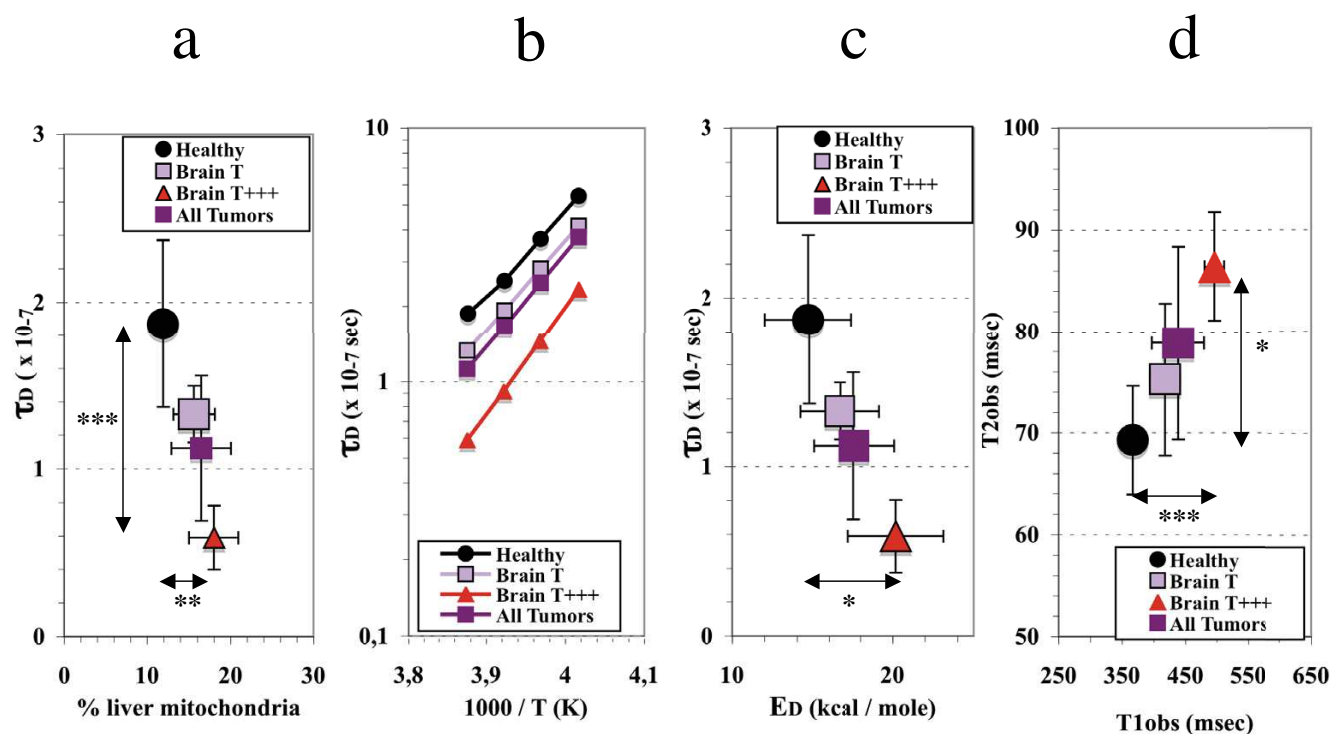 a
b
c
d
3
2
1
0
τD ( x 10-7
Healthy
Brain T
Brain T+++
All Tumors
***
**
0
10
20
30
% liver mitochondria
10
1
0,1
τD (x 10-7 sec)
Healthy
Brain T
Brain T+++
All Tumors
3,8
3,9
4
4,1
1000 / T (K)
3
2
1
0
τD (x 10-7 sec)
Healthy
Brain T
Brain T+++
All Tumors
*
10
20
ED (kcal / mole)
100
90
80
70
60
50
T2obs (msec)
*
***
Healthy
Brain T
Brain T+++
All Tumors
250
350
450
550
650
T1obs (msec)